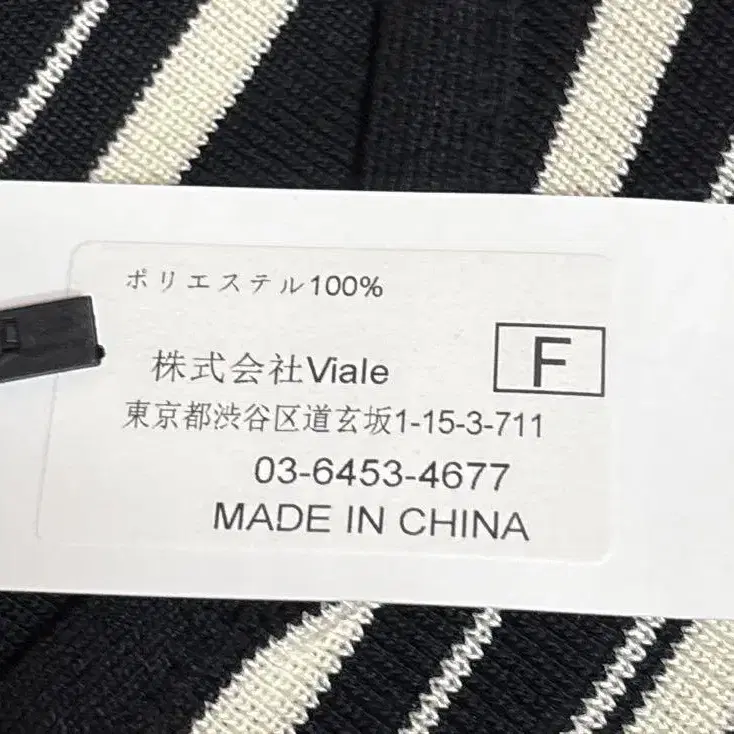 ポリエステル100%
F
株式会社Viale
東京都渋谷区道玄坂1-15-3-711
03-6453-4677
MADE IN CHINA